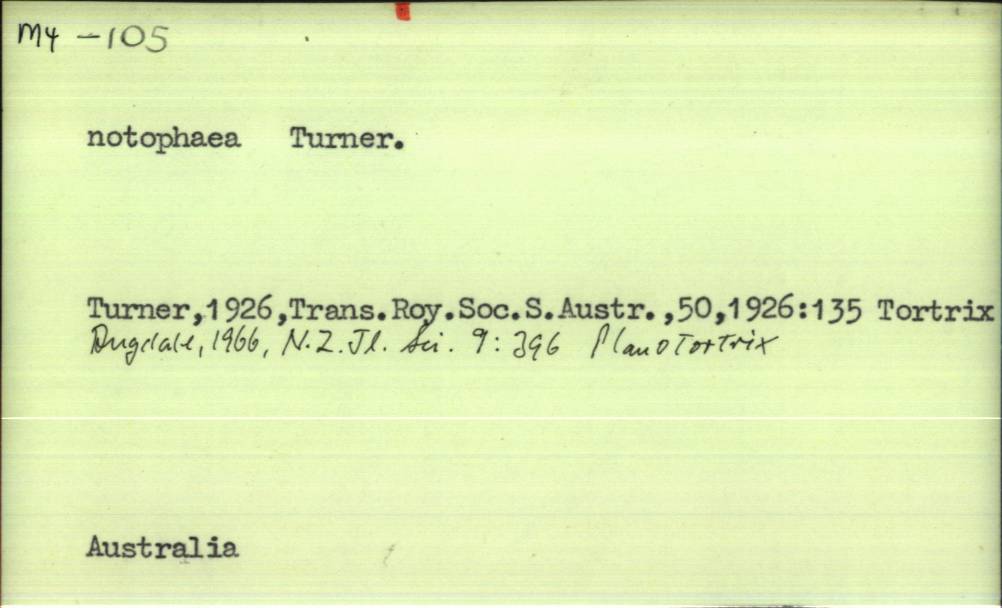 M4 -105
notophaea Turner.
Turner,1926,Trans.Roy.Soc.S.Austr.,50,1926:135 Tortrix
Dugdale, 1966, N.Z. Jl. Sci. 9: 396 Planotortrix
Australia